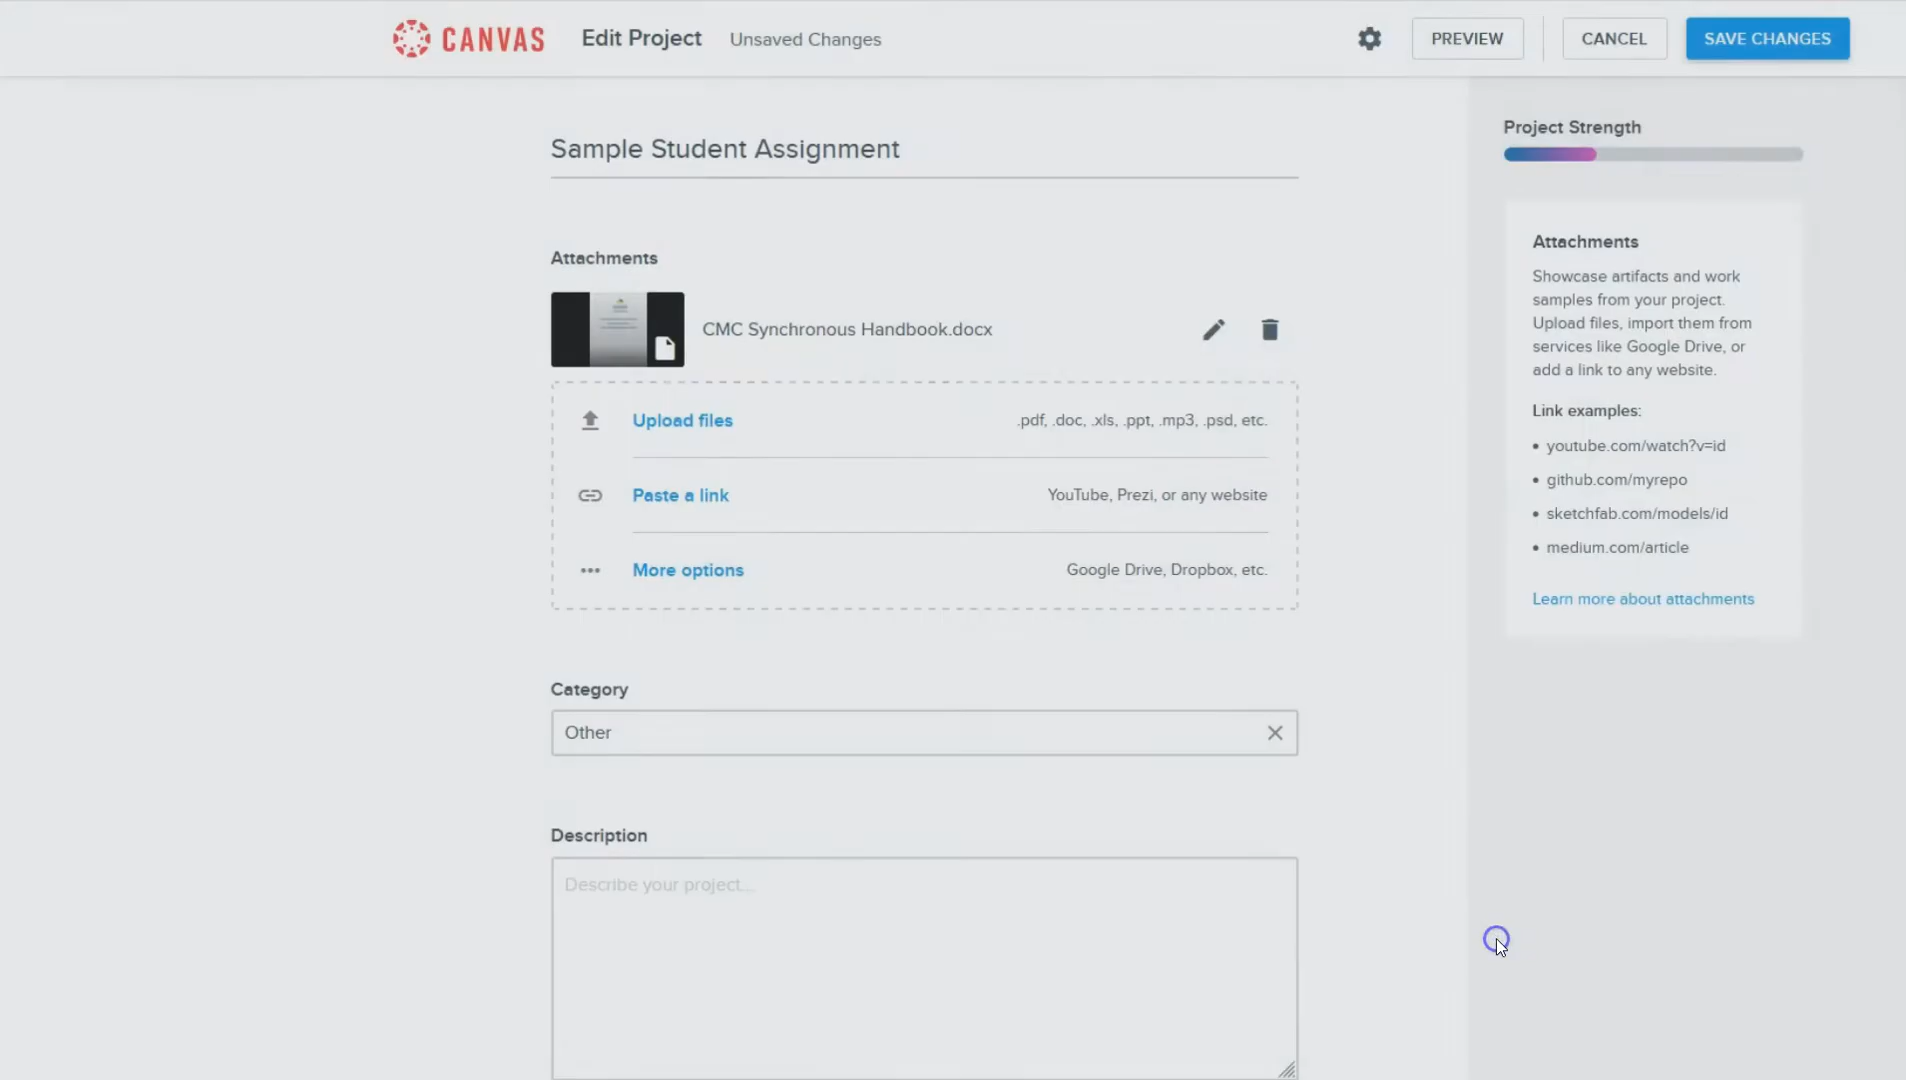 CANVAS Edit Project Unsaved Changes PREVIEW CANCEL SAVE CHANGES
Sample Student Assignment
Attachments
CMC Synchronous Handbook.docx
Upload files .pdf, .doc, .xls, .ppt, .mp3, .psd, etc.
Paste a link YouTube, Prezi, or any website
More options Google Drive, Dropbox, etc.
Category
Other
Description
Describe your project...
Project Strength
Attachments
Showcase artifacts and work
samples from your project.
Upload files, import them from
services like Google Drive, or
add a link to any website.
Link examples:
• youtube.com/watch?v=id
• github.com/myrepo
• sketchfab.com/models/id
• medium.com/article
Learn more about attachments